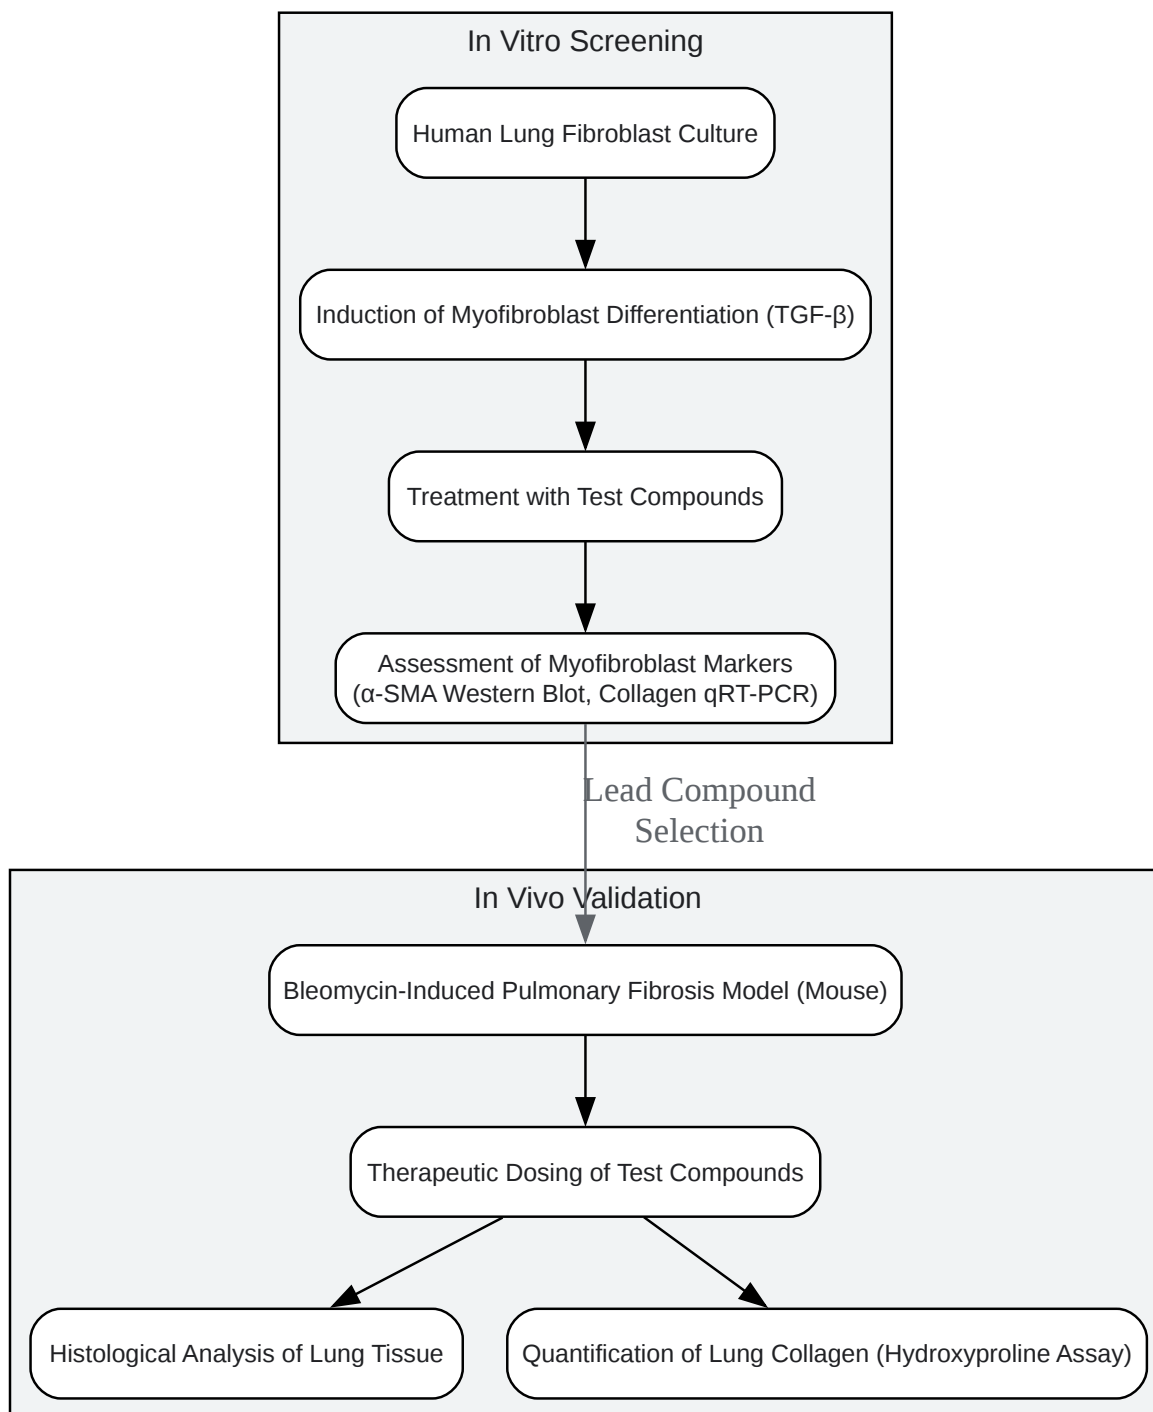 In Vitro Screening
Human Lung Fibroblast Culture
Induction of Myofibroblast Differentiation (TGF-β)
Treatment with Test Compounds
Assessment of Myofibroblast Markers
(α-SMA Western Blot, Collagen qRT-PCR)
Lead Compound
Selection
In Vivo Validation
Bleomycin-Induced Pulmonary Fibrosis Model (Mouse)
Therapeutic Dosing of Test Compounds
Histological Analysis of Lung Tissue
Quantification of Lung Collagen (Hydroxyproline Assay)